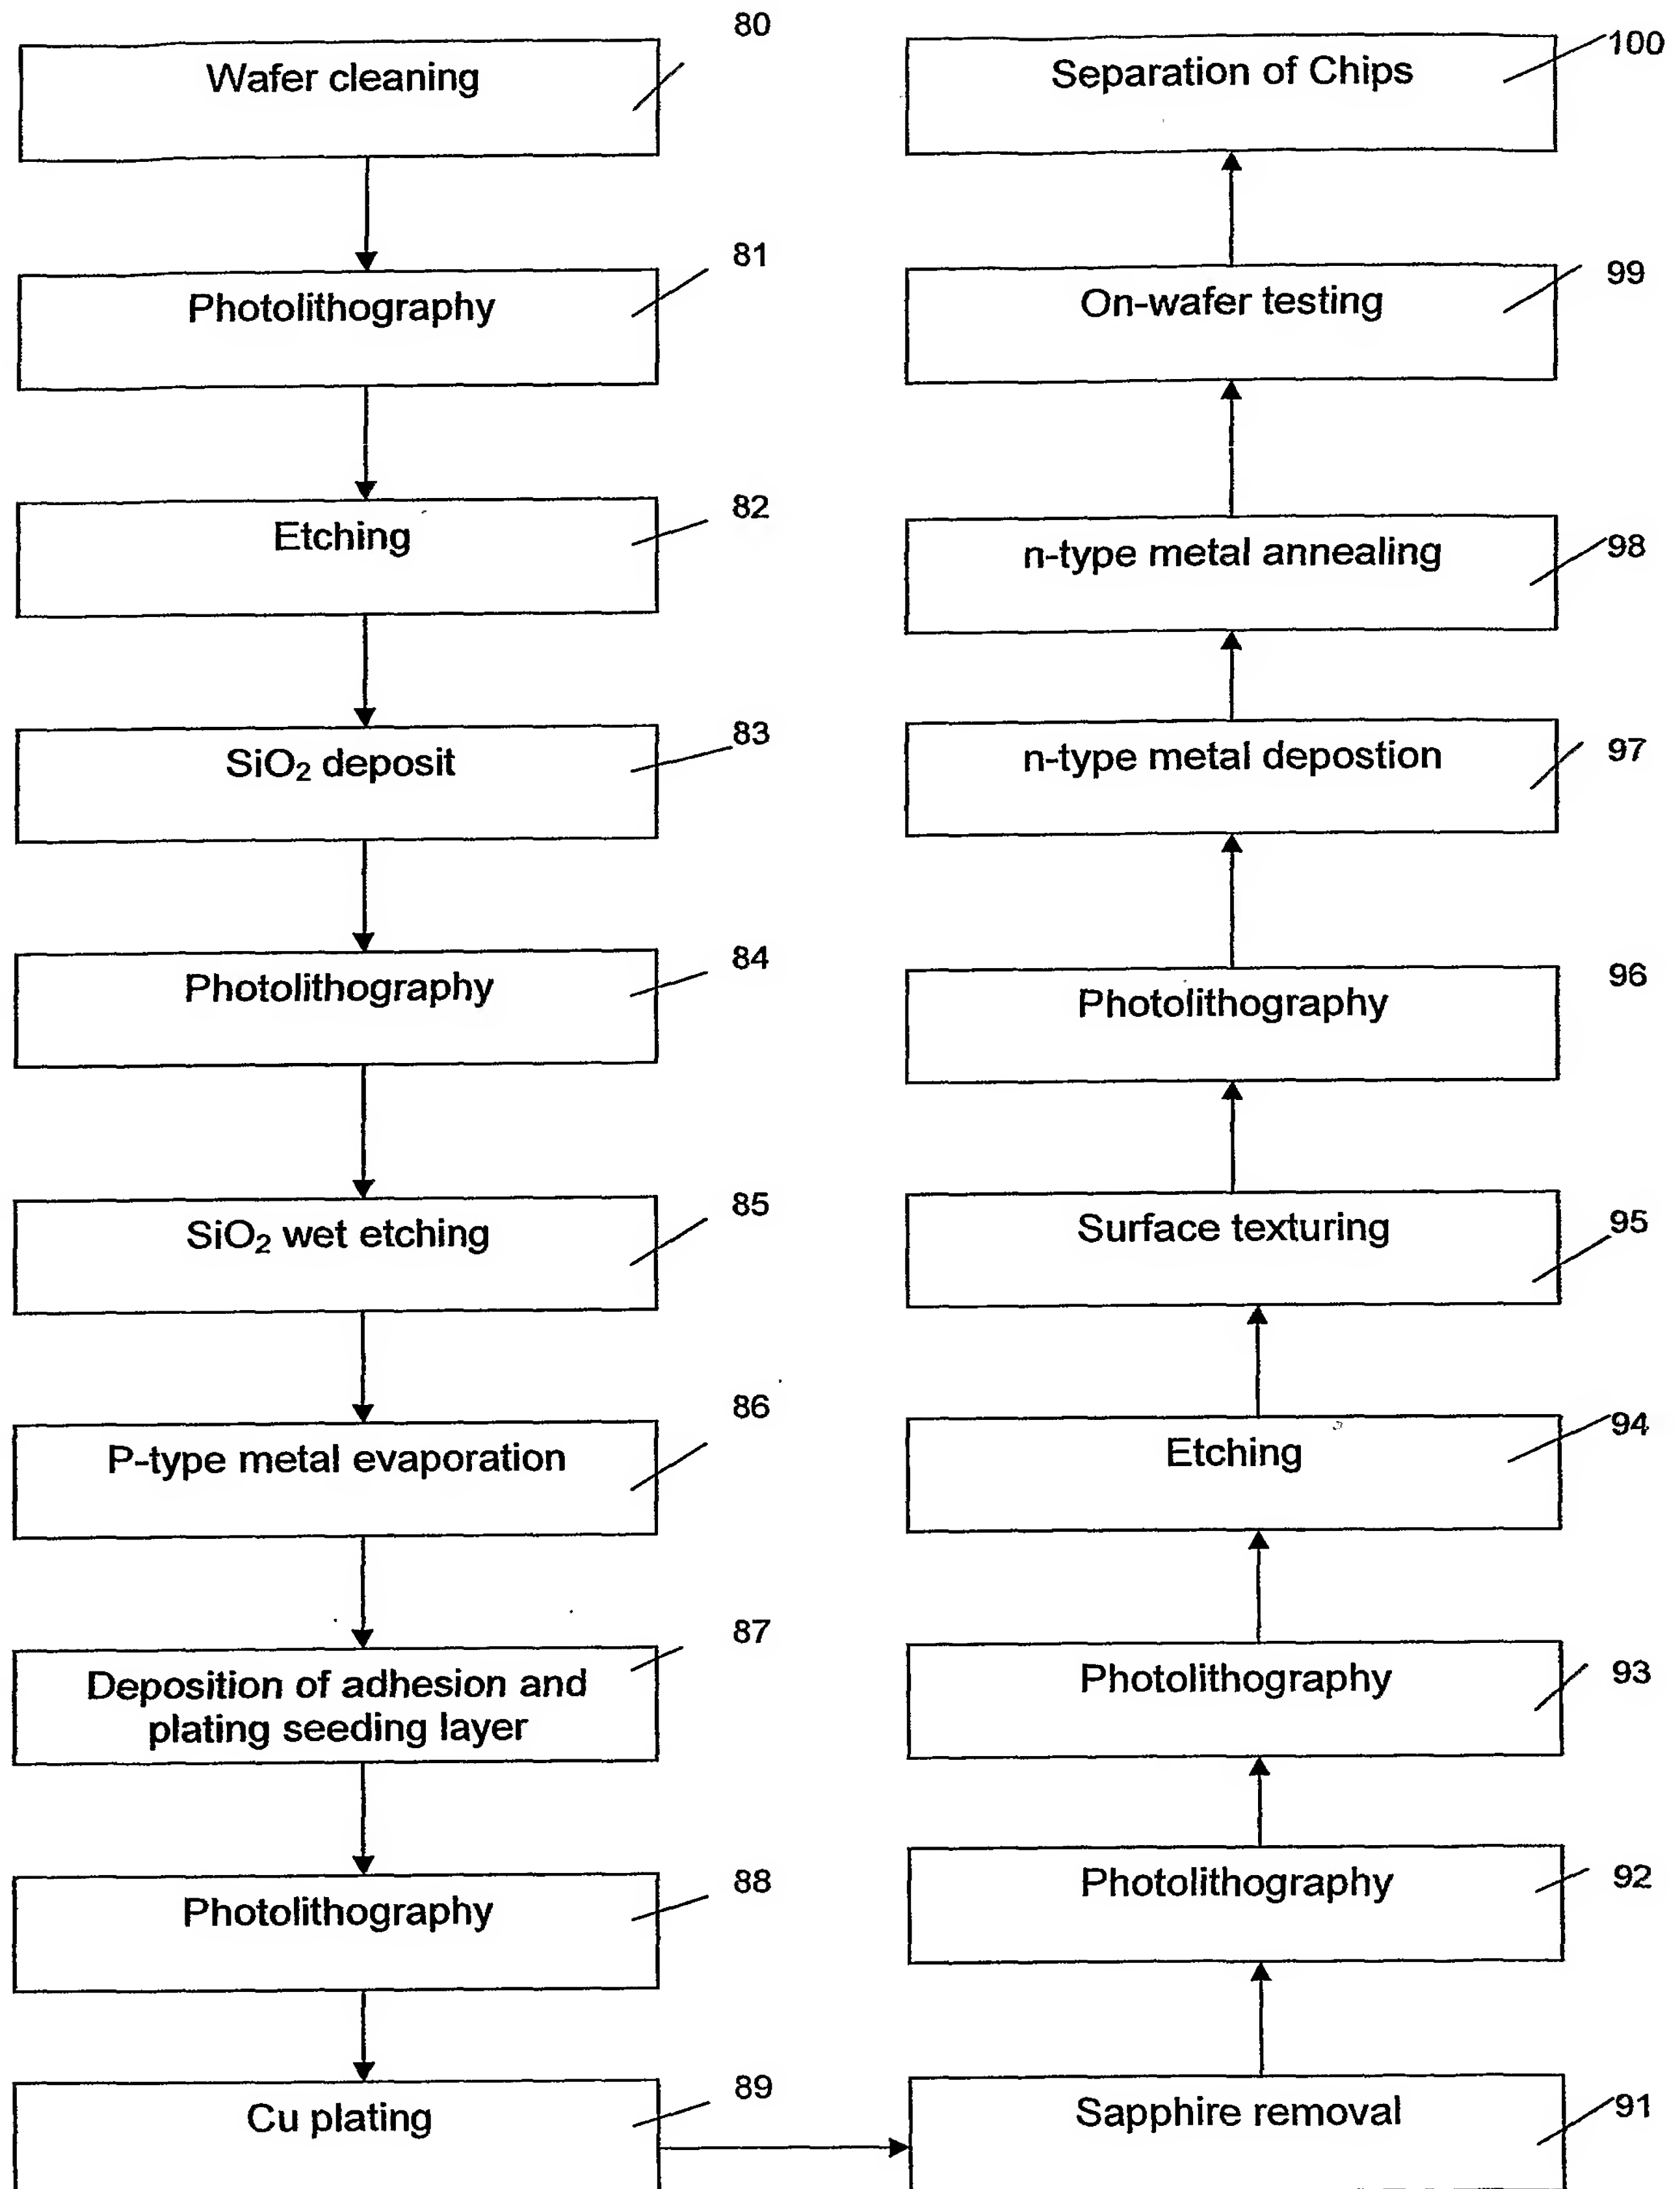 80
Wafer cleaning
81
Photolithography
82
Etching
83
SiO₂ deposit
84
Photolithography
85
SiO₂ wet etching
86
P-type metal evaporation
87
Deposition of adhesion and
plating seeding layer
88
Photolithography
89
Cu plating
91
Sapphire removal
92
Photolithography
93
Photolithography
94
Etching
95
Surface texturing
96
Photolithography
97
n-type metal depostion
98
n-type metal annealing
99
On-wafer testing
100
Separation of Chips